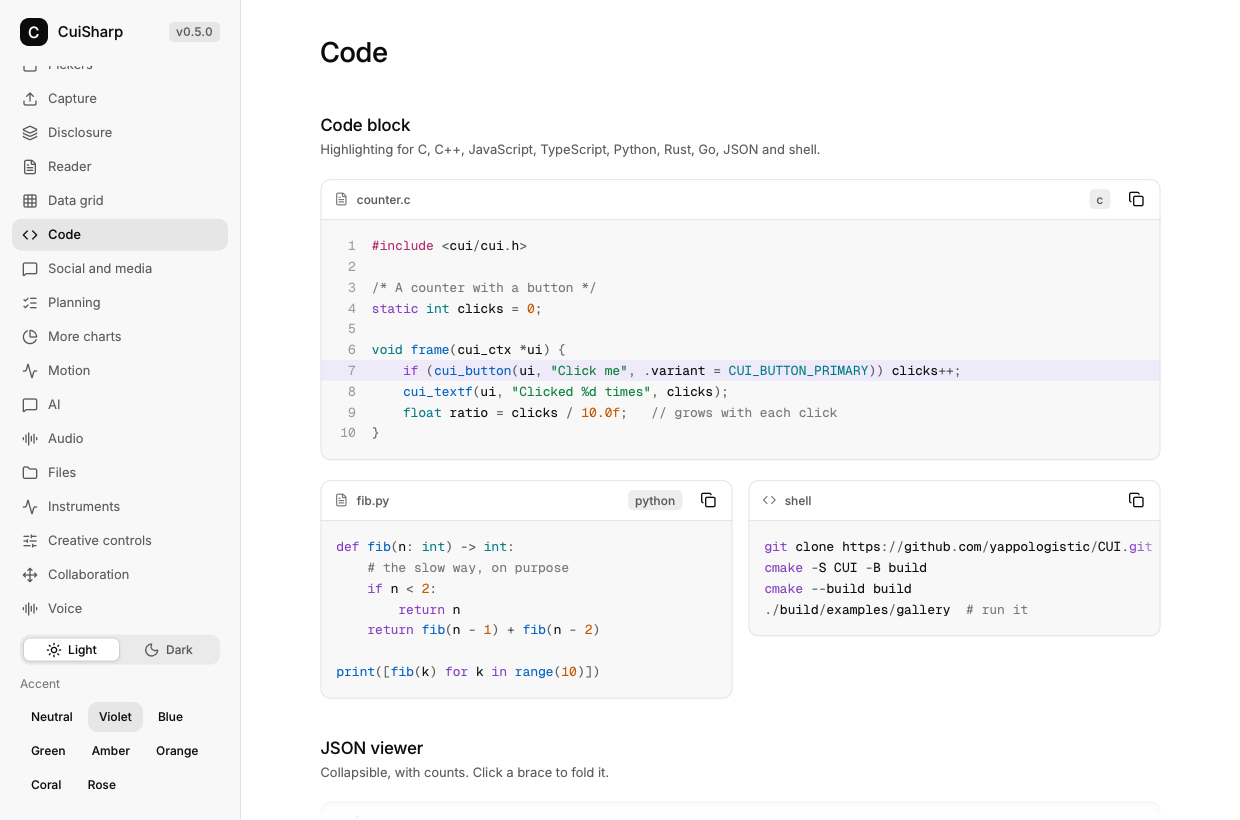 C CuiSharp v0.5.0
Pickers
Capture
Disclosure
Reader
Data grid
Code
Social and media
Planning
More charts
Motion
AI
Audio
Files
Instruments
Creative controls
Collaboration
Voice
Light Dark
Accent
Neutral Violet Blue
Green Amber Orange
Coral Rose
Code
Code block
Highlighting for C, C++, JavaScript, TypeScript, Python, Rust, Go, JSON and shell.
counter.c c
1 #include <cui/cui.h>
2
3 /* A counter with a button */
4 static int clicks = 0;
5
6 void frame(cui_ctx *ui) {
7     if (cui_button(ui, "Click me", .variant = CUI_BUTTON_PRIMARY)) clicks++;
8     cui_textf(ui, "Clicked %d times", clicks);
9     float ratio = clicks / 10.0f;   // grows with each click
10 }
fib.py python
def fib(n: int) -> int:
    # the slow way, on purpose
    if n < 2:
        return n
    return fib(n - 1) + fib(n - 2)
print([fib(k) for k in range(10)])
shell
git clone https://github.com/yappologistic/CUI.git
cmake -S CUI -B build
cmake --build build
./build/examples/gallery  # run it
JSON viewer
Collapsible, with counts. Click a brace to fold it.